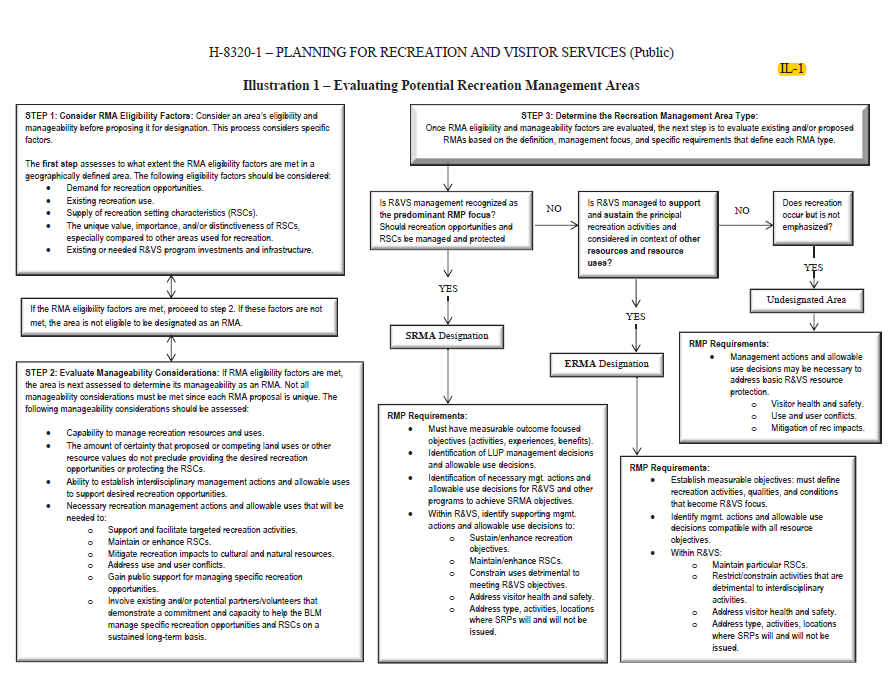 H-8320-1 – PLANNING FOR RECREATION AND VISITOR SERVICES (Public)
IL-1
Illustration 1 – Evaluating Potential Recreation Management Areas
STEP 1: Consider RMA Eligibility Factors: Consider an area's eligibility and
manageability before proposing it for designation. This process considers specific
factors.
The first step assesses to what extent the RMA eligibility factors are met in a
geographically defined area. The following eligibility factors should be considered:
• Demand for recreation opportunities.
• Existing recreation use.
• Supply of recreation setting characteristics (RSCs).
• The unique value, importance, and/or distinctiveness of RSCs,
especially compared to other areas used for recreation.
• Existing or needed R&VS program investments and infrastructure.
If the RMA eligibility factors are met, proceed to step 2. If these factors are not
met, the area is not eligible to be designated as an RMA.
STEP 2: Evaluate Manageability Considerations: If RMA eligibility factors are met,
the area is next assessed to determine its manageability as an RMA. Not all
manageability considerations must be met since each RMA proposal is unique. The
following manageability considerations should be assessed:
• Capability to manage recreation resources and uses.
• The amount of certainty that proposed or competing land uses or other
resource values do not preclude providing the desired recreation
opportunities or protecting the RSCs.
• Ability to establish interdisciplinary management actions and allowable uses
to support desired recreation opportunities.
• Necessary recreation management actions and allowable uses that will be
needed to:
o Support and facilitate targeted recreation activities.
o Maintain or enhance RSCs.
o Mitigate recreation impacts to cultural and natural resources.
o Address use and user conflicts.
o Gain public support for managing specific recreation
opportunities.
o Involve existing and/or potential partners/volunteers that
demonstrate a commitment and capacity to help the BLM
manage specific recreation opportunities and RSCs on a
sustained long-term basis.
STEP 3: Determine the Recreation Management Area Type:
Once RMA eligibility and manageability factors are evaluated, the next step is to evaluate existing and/or proposed
RMAs based on the definition, management focus, and specific requirements that define each RMA type.
Is R&VS management recognized as
the predominant RMP focus?
Should recreation opportunities and
RSCs be managed and protected
NO
Is R&VS managed to support
and sustain the principal
recreation activities and
considered in context of other
resources and resource
uses?
NO
Does recreation
occur but is not
emphasized?
YES
SRMA Designation
YES
ERMA Designation
YES
Undesignated Area
RMP Requirements:
• Must have measurable outcome focused
objectives (activities, experiences, benefits).
• Identification of LUP management decisions
and allowable use decisions.
• Identification of necessary mgt. actions and
allowable use decisions for R&VS and other
programs to achieve SRMA objectives.
• Within R&VS, identify supporting mgmt.
actions and allowable use decisions to:
o Sustain/enhance recreation
objectives.
o Maintain/enhance RSCs.
o Constrain uses detrimental to
meeting R&VS objectives.
o Address visitor health and safety.
o Address type, activities, locations
where SRPs will and will not be
issued.
RMP Requirements:
• Establish measurable objectives: must define
recreation activities, qualities, and conditions
that become R&VS focus.
• Identify mgmt. actions and allowable use
decisions compatible with all resource
objectives.
• Within R&VS:
o Maintain particular RSCs.
o Restrict/constrain activities that are
detrimental to interdisciplinary
activities.
o Address visitor health and safety.
o Address type, activities, locations
where SRPs will and will not be
issued.
RMP Requirements:
• Management actions and allowable
use decisions may be necessary to
address basic R&VS resource
protection.
o Visitor health and safety.
o Use and user conflicts.
o Mitigation of rec impacts.